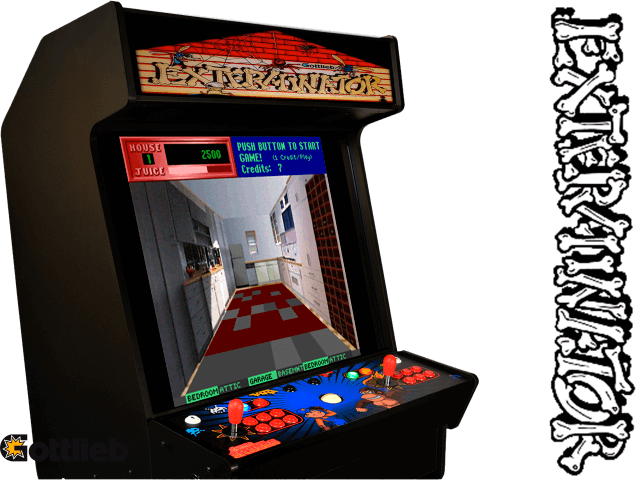 Gottlieb
EXTERMINATOR
HOUSE
1
2500
JUICE
PUSH BUTTON TO START
GAME! (1 Credit/Play)
Credits: 7
BEDROOM ATTIC GARAGE BASEMNT BEDROOM ATTIC
Gottlieb
EXTERMINATOR